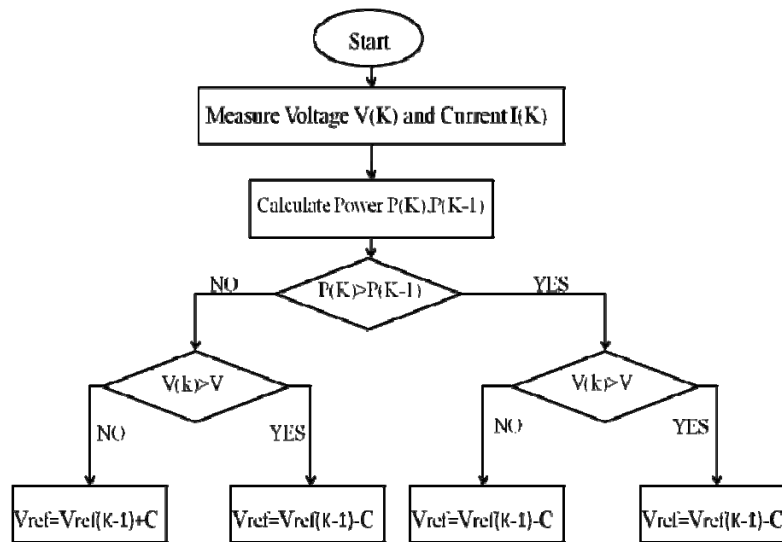 Start
Measure Voltage V(K) and Current I(K)
Calculate Power P(K).P(K-1)
P(K)>P(K-1)
NO
YES
V(k)>V
V(k)>V
NO
YES
NO
YES
Vref=Vref(K-1)+C
Vref=Vref(K-1)-C
Vref=Vref(K-1)-C
Vref=Vref(K-1)-C